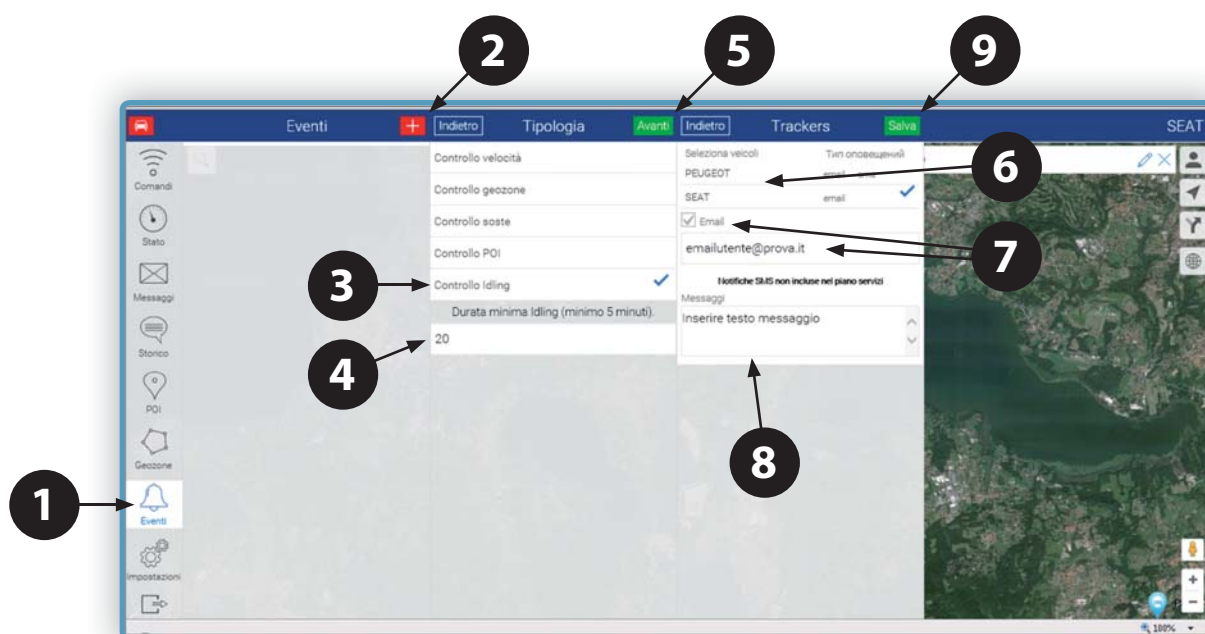 2
5
9
Eventi
+
Indietro
Tipologia
Avanti
Indietro
Trackers
Salva
SEAT
Comandi
Stato
Messaggi
Storico
POI
Geozone
Eventi
Impostazioni
Controllo velocità
Controllo geozone
Controllo soste
Controllo POI
Controllo Idling
Durata minima Idling (minimo 5 minuti).
20
Seleziona veicoli
Тип оповещений
PEUGEOT
email
SEAT
email
Email
emailutente@prova.it
Notifiche SMS non incluse nel piano servizi
Messaggi
Inserire testo messaggio
6
7
3
4
8
1
+
−
100%